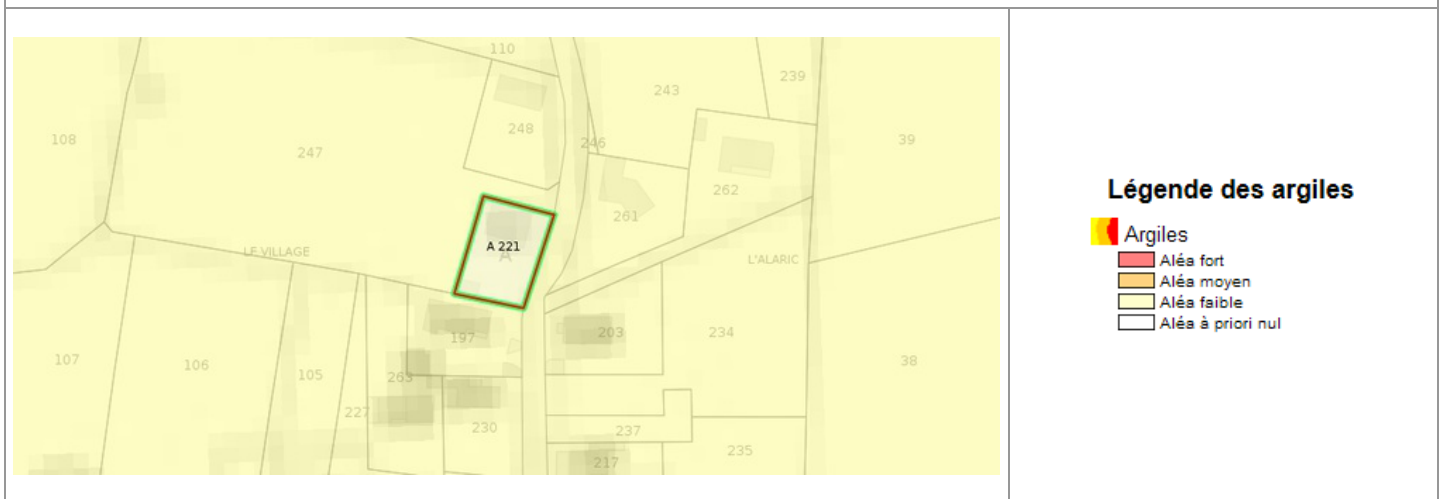 110
239
243
108
248
246
39
247
262
261
A 221
A
LE VILLAGE
L'ALARIC
197
203
234
107
106
105
263
38
227
230
237
235
217
Légende des argiles
Argiles
Aléa fort
Aléa moyen
Aléa faible
Aléa à priori nul